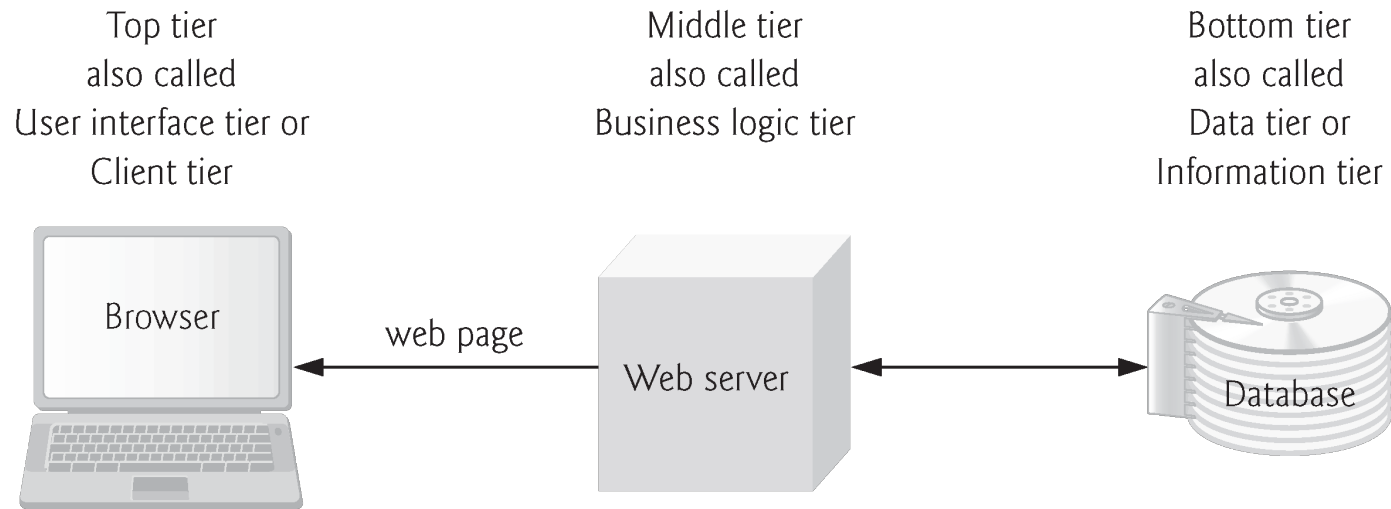 Top tier
also called
User interface tier or
Client tier
Middle tier
also called
Business logic tier
Bottom tier
also called
Data tier or
Information tier
Browser
web page
Web server
Database